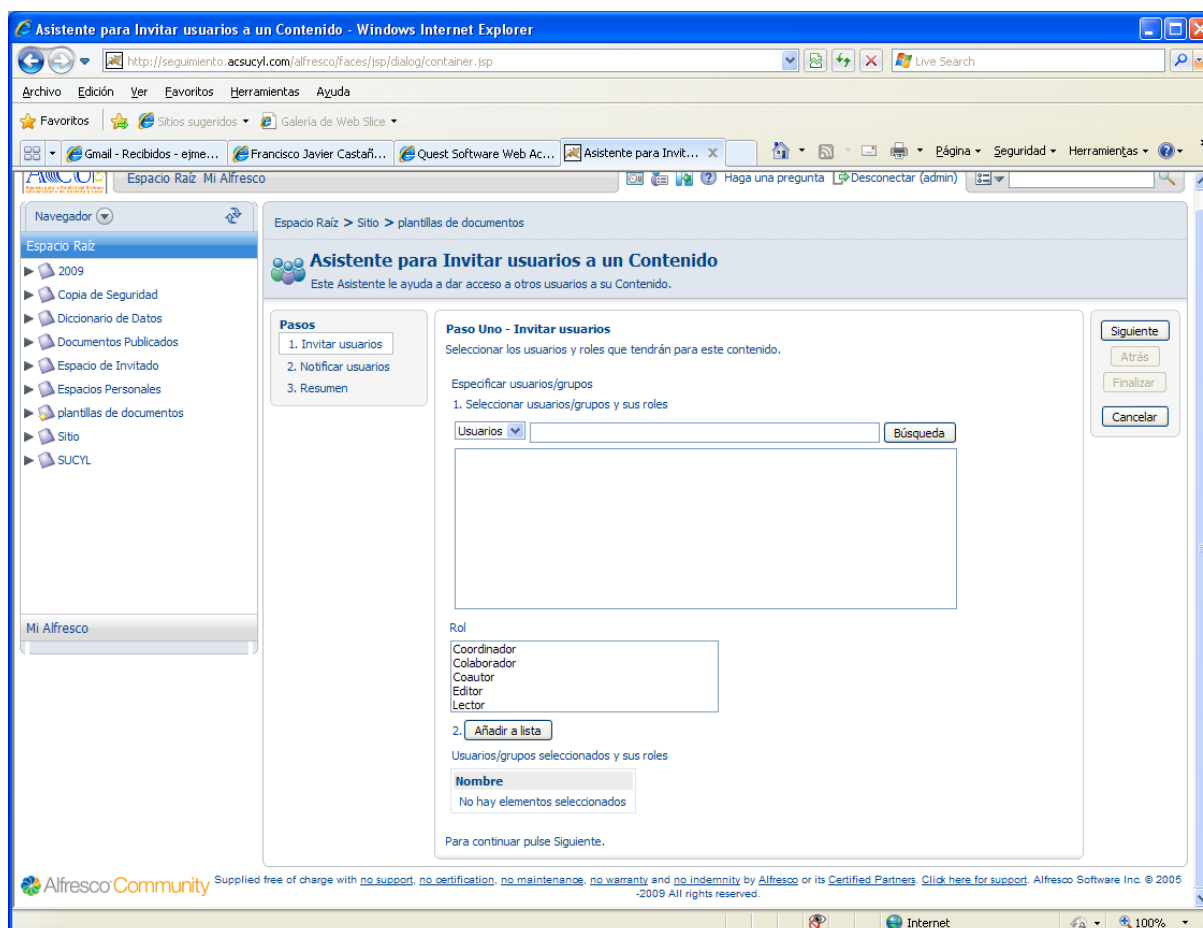 Asistente para Invitar usuarios a un Contenido - Windows Internet Explorer
http://seguimiento.acsucyl.com/alfresco/faces/jsp/dialog/container.jsp
Live Search
Archivo Edición Ver Favoritos Herramientas Ayuda
Favoritos Sitios sugeridos Galería de Web Slice
Gmail - Recibidos - ejme... Francisco Javier Castañ... Quest Software Web Ac... Asistente para Invit... X Página Seguridad Herramientas
Espacio Raíz Mi Alfresco Haga una pregunta Desconectar (admin)
Navegador
Espacio Raíz
2009
Copia de Seguridad
Diccionario de Datos
Documentos Publicados
Espacio de Invitado
Espacios Personales
plantillas de documentos
Sitio
SUCYL
Mi Alfresco
Espacio Raíz > Sitio > plantillas de documentos
Asistente para Invitar usuarios a un Contenido
Este Asistente le ayuda a dar acceso a otros usuarios a su Contenido.
Pasos
1. Invitar usuarios
2. Notificar usuarios
3. Resumen
Paso Uno - Invitar usuarios
Seleccionar los usuarios y roles que tendrán para este contenido.
Especificar usuarios/grupos
1. Seleccionar usuarios/grupos y sus roles
Usuarios Búsqueda
Rol
Coordinador
Colaborador
Coautor
Editor
Lector
2. Añadir a lista
Usuarios/grupos seleccionados y sus roles
Nombre
No hay elementos seleccionados
Para continuar pulse Siguiente.
Siguiente
Atrás
Finalizar
Cancelar
Alfresco Community Supplied free of charge with no support, no certification, no maintenance, no warranty and no indemnity by Alfresco or its Certified Partners. Click here for support. Alfresco Software Inc. © 2005
-2009 All rights reserved.
Internet 100%